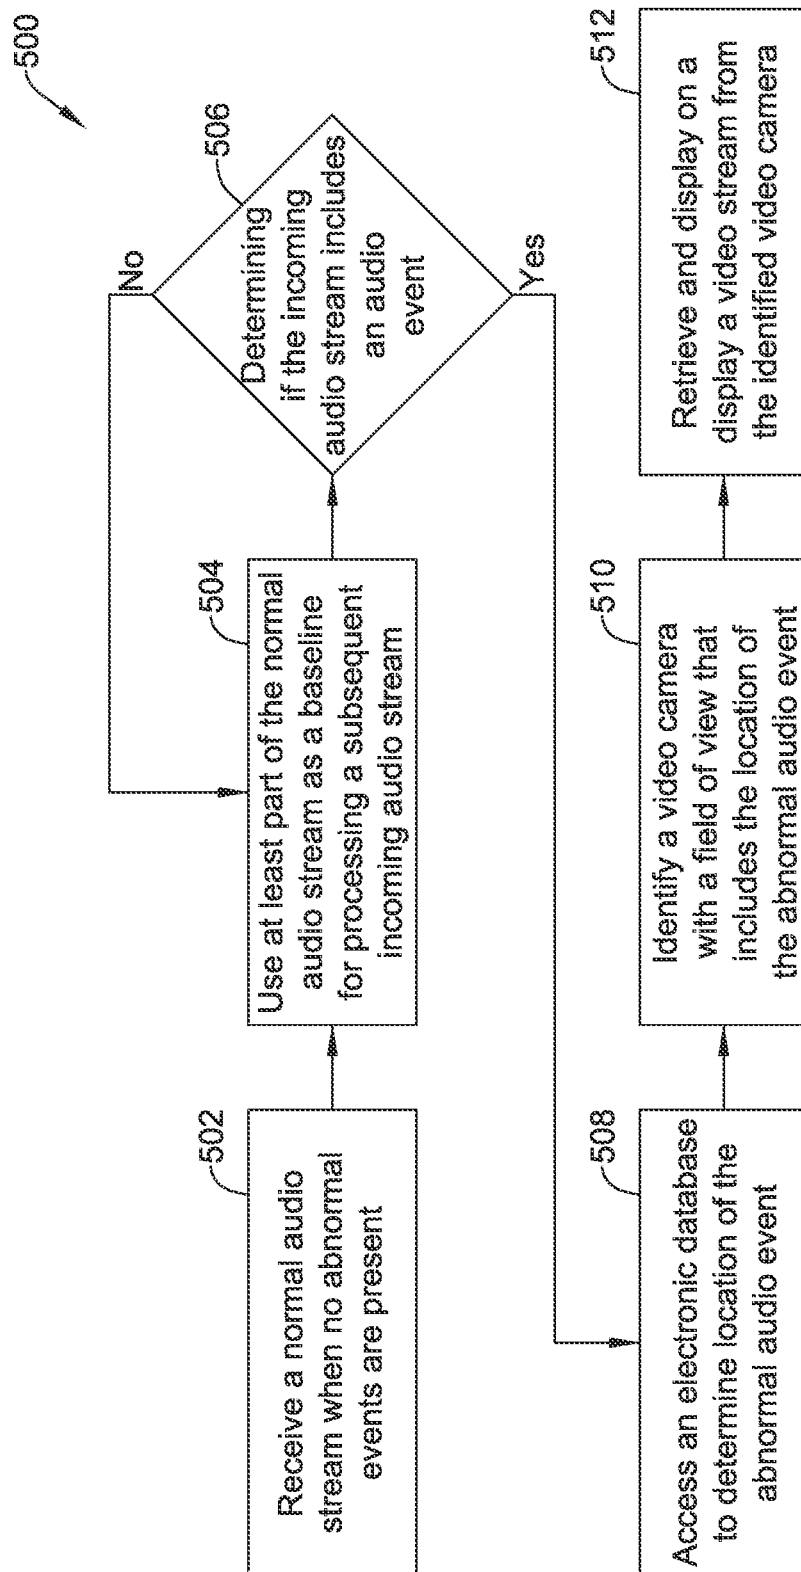 500
502
Receive a normal audio
stream when no abnormal
events are present
504
Use at least part of the normal
audio stream as a baseline
for processing a subsequent
incoming audio stream
506
Determining
if the incoming
audio stream includes
an audio
event
No
Yes
508
Access an electronic database
to determine location of the
abnormal audio event
510
Identify a video camera
with a field of view that
includes the location of
the abnormal audio event
512
Retrieve and display on a
display a video stream from
the identified video camera